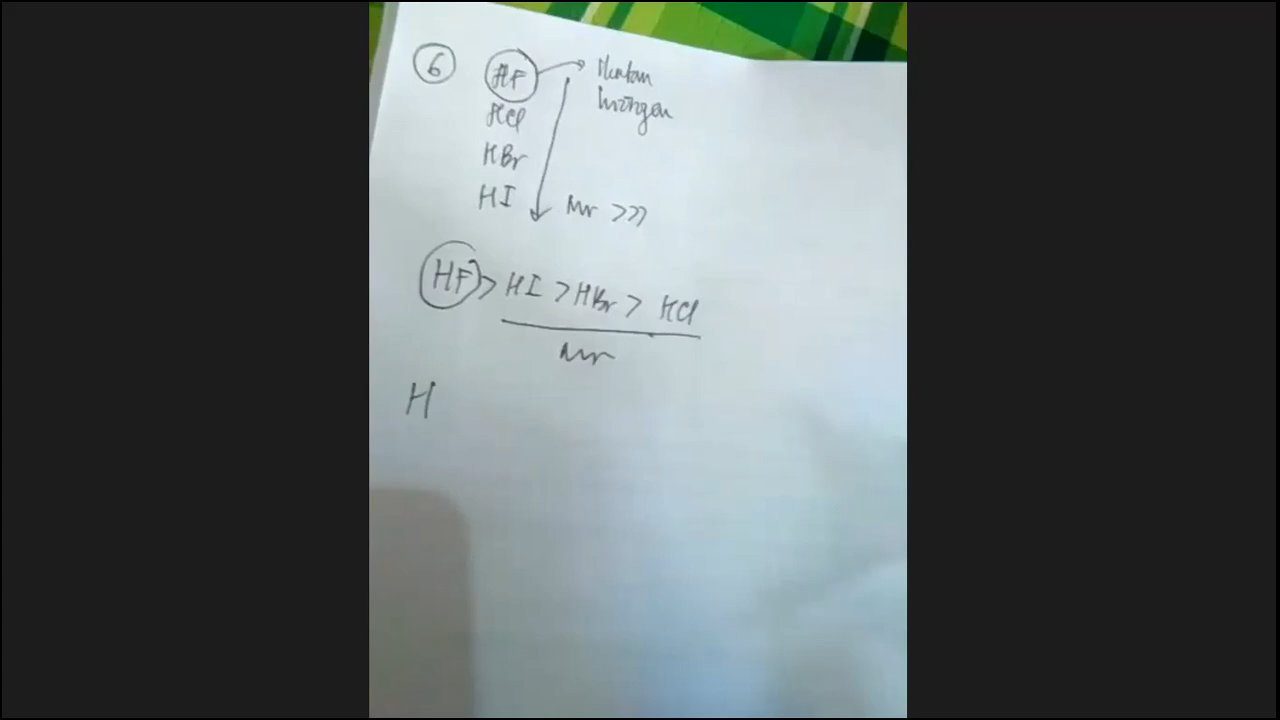 6 HF → Ikatan
hidrogen
HCl
HBr
HI Mr >>>
HF > HI > HBr > HCl
Mr
H